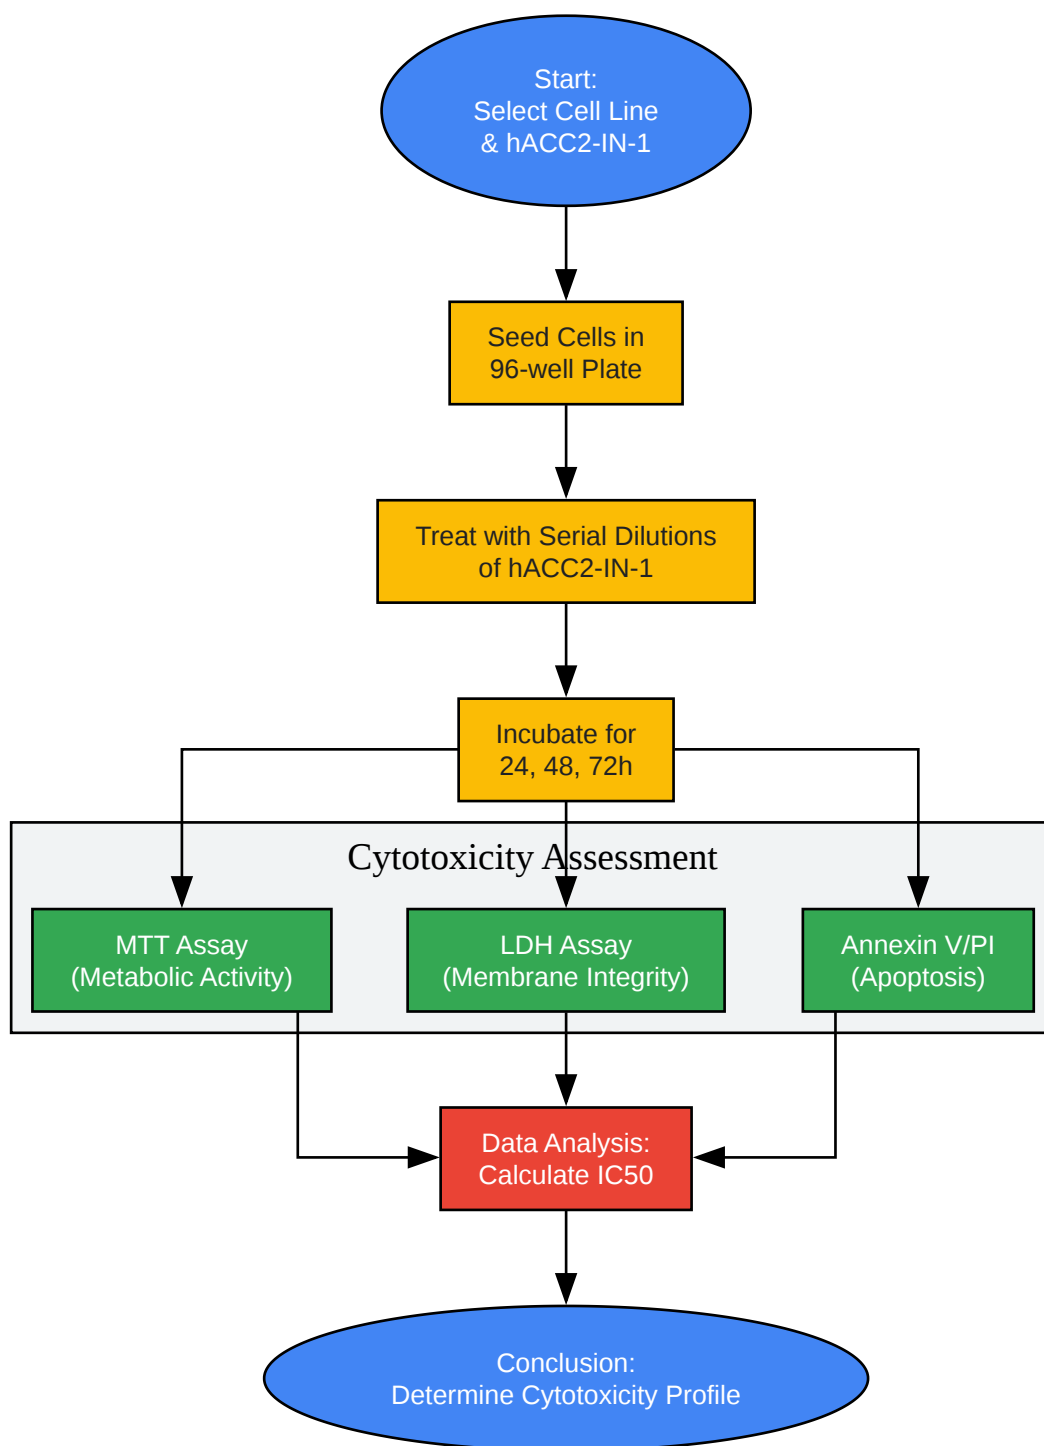 Start:
Select Cell Line
& hACC2-IN-1
Seed Cells in
96-well Plate
Treat with Serial Dilutions
of hACC2-IN-1
Incubate for
24, 48, 72h
Cytotoxicity Assessment
MTT Assay
(Metabolic Activity)
LDH Assay
(Membrane Integrity)
Annexin V/PI
(Apoptosis)
Data Analysis:
Calculate IC50
Conclusion:
Determine Cytotoxicity Profile